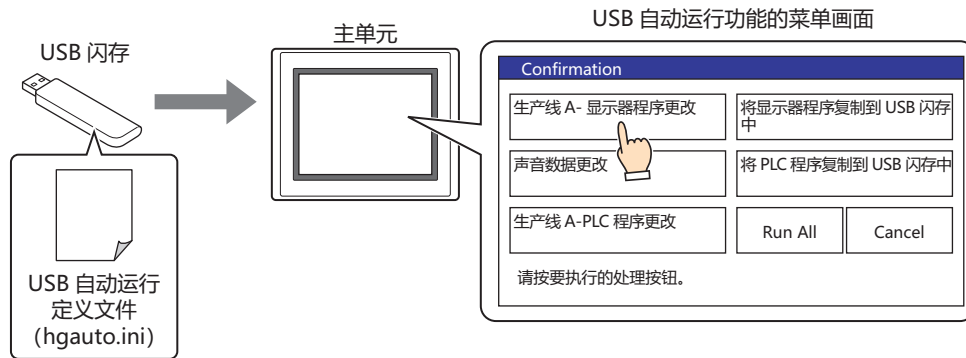 USB 自动运行功能的菜单画面
主单元
USB 闪存
Confirmation
生产线 A- 显示器程序更改
将显示器程序复制到 USB 闪存
中
声音数据更改
将 PLC 程序复制到 USB 闪存中
生产线 A-PLC 程序更改
Run All
Cancel
请按要执行的处理按钮。
USB 自动运行
定义文件
（hgauto.ini）